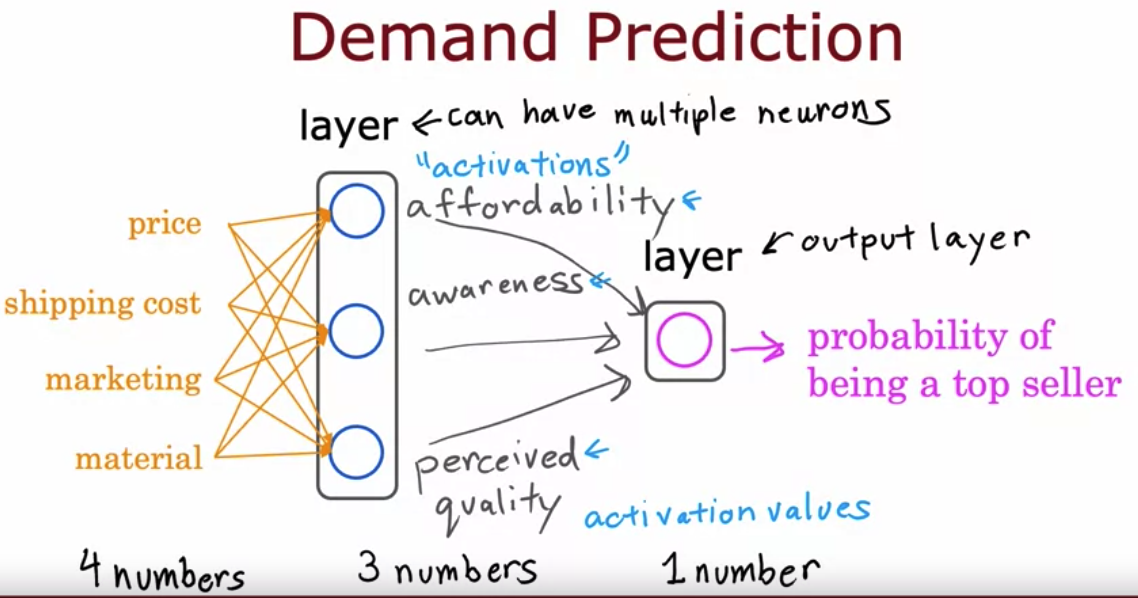 Demand Prediction
layer ← can have multiple neurons
"activations"
affordability ←
price
layer ← output layer
awareness ←
shipping cost
probability of
being a top seller
marketing
material
perceived ←
quality
activation values
4 numbers
3 numbers
1 number